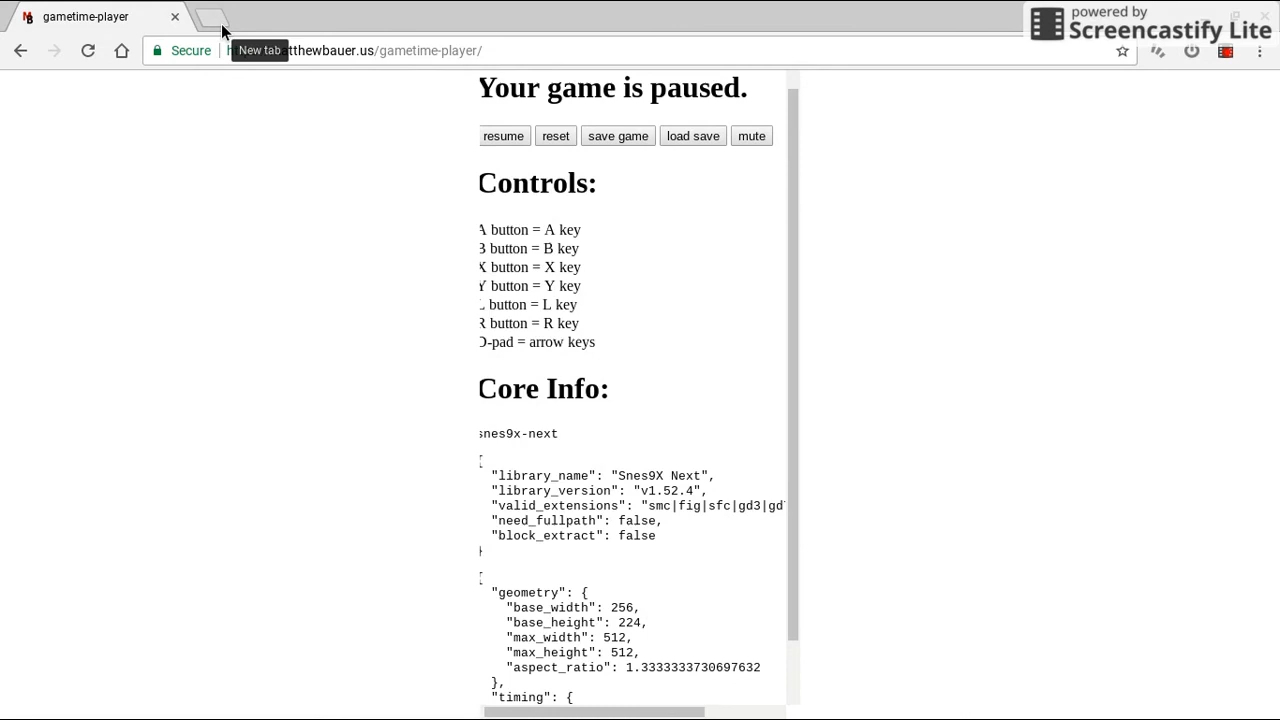 gametime-player
powered by
Screencastify Lite
Secure
atthewbauer.us/gametime-player/
New tab
Your game is paused.
resume reset save game load save mute
Controls:
A button = A key
B button = B key
X button = X key
Y button = Y key
L button = L key
R button = R key
D-pad = arrow keys
Core Info:
snes9x-next
{
"library_name": "Snes9X Next",
"library_version": "v1.52.4",
"valid_extensions": "smc|fig|sfc|gd3|gd
"need_fullpath": false,
"block_extract": false
}
{
"geometry": {
"base_width": 256,
"base_height": 224,
"max_width": 512,
"max_height": 512,
"aspect_ratio": 1.3333333730697632
},
"timing": {